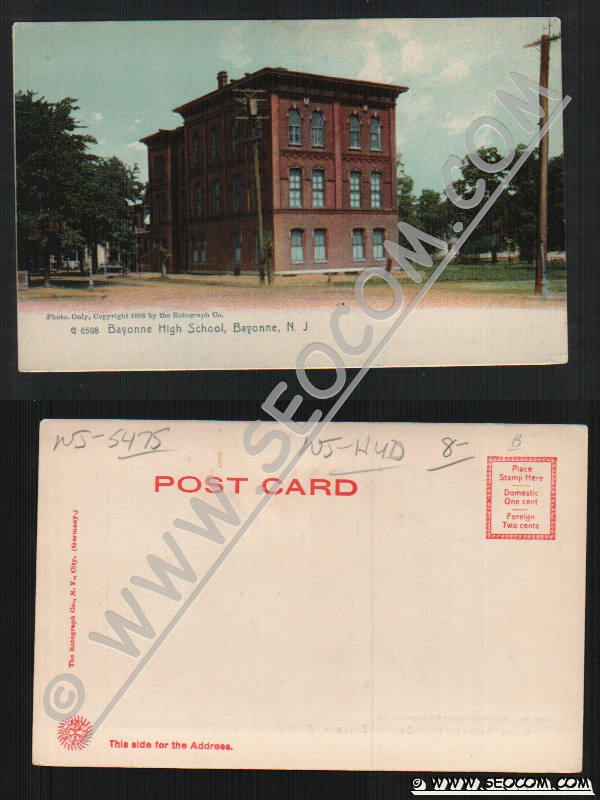 Photo. Only, Copyright 1905 by the Rotograph Co.
G 6598 Bayonne High School, Bayonne, N. J
© WWW.SEOCOM.COM
NJ-5475
NJ-HUD
8-
B
POST CARD
Place
Stamp Here
Domestic
One cent
Foreign
Two cents
The Rotograph Co., N. Y., City. (Germany.)
This side for the Address.
© WWW.SEOCOM.COM